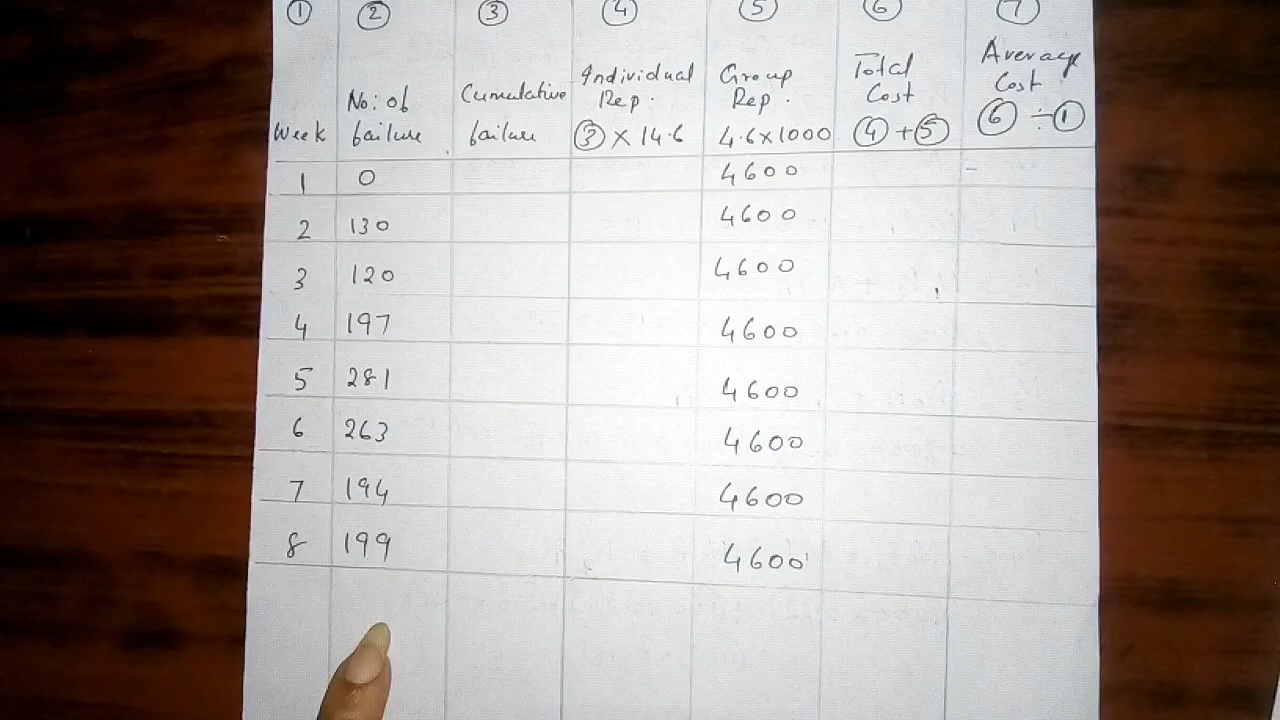 ① ② ③ ④ ⑤ ⑥ ⑦
Week No: of failure Cumulative failure Individual Rep. ③ × 14.6 Group Rep. 4.6 × 1000 Total Cost ④ + ⑤ Average Cost ⑥ ÷ ①
1 0 4600 -
2 130 4600
3 120 4600
4 197 4600
5 281 4600
6 263 4600
7 194 4600
8 199 4600